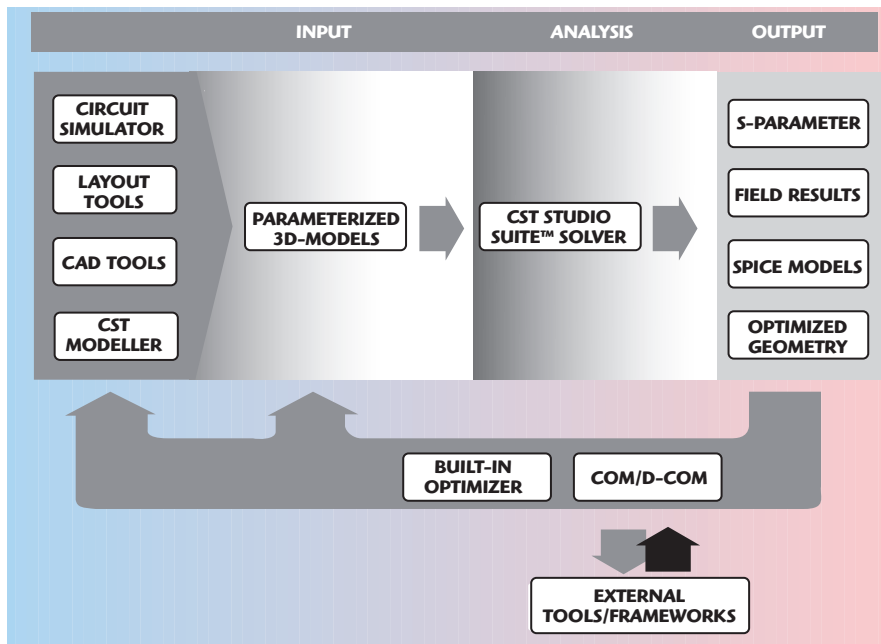 INPUT
ANALYSIS
OUTPUT
CIRCUIT
SIMULATOR
LAYOUT
TOOLS
CAD TOOLS
CST
MODELLER
PARAMETERIZED
3D-MODELS
CST STUDIO
SUITE™ SOLVER
S-PARAMETER
FIELD RESULTS
SPICE MODELS
OPTIMIZED
GEOMETRY
BUILT-IN
OPTIMIZER
COM/D-COM
EXTERNAL
TOOLS/FRAMEWORKS